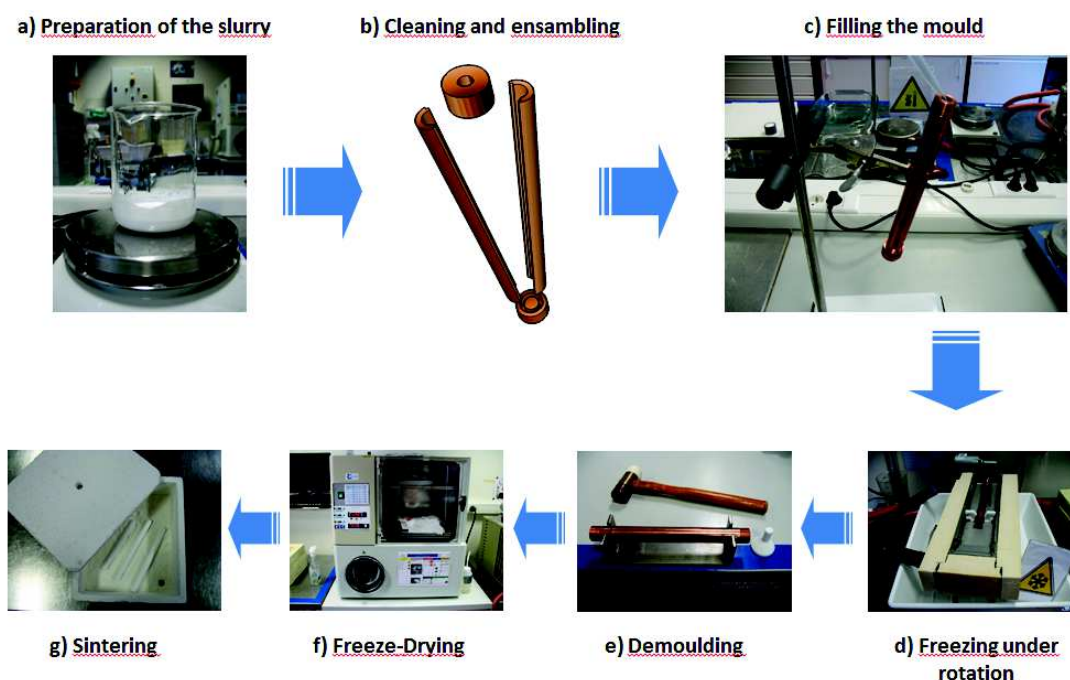 a) Preparation of the slurry
b) Cleaning and ensambling
c) Filling the mould
g) Sintering
f) Freeze-Drying
e) Demoulding
d) Freezing under
rotation